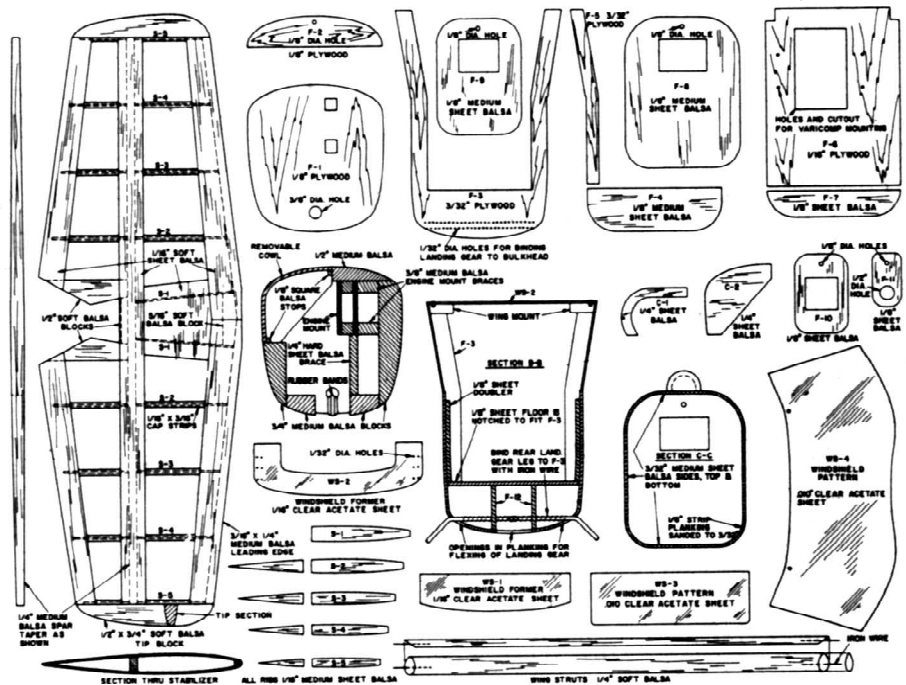 S-5
S-4
S-3
S-2
1/16" SOFT
SHEET BALSA
S-1
1/2" SOFT BALSA
BLOCKS
3/16" SOFT
BALSA BLOCK
S-1
S-2
1/16" X 3/16"
CAP STRIPS
S-3
S-4
3/16" X 1/4"
MEDIUM BALSA
LEADING EDGE
S-5
TIP SECTION
1/4" MEDIUM
BALSA SPAR
TAPER AS
SHOWN
1/2" X 3/4" SOFT BALSA
TIP BLOCK
SECTION THRU STABILIZER
F-2
1/8" DIA. HOLE
1/8" PLYWOOD
F-1
1/8" PLYWOOD
3/8" DIA. HOLE
1/8" DIA. HOLE
F-9
1/8" MEDIUM
SHEET BALSA
F-3
3/32" PLYWOOD
1/32" DIA. HOLES FOR BINDING
LANDING GEAR TO BULKHEAD
F-5 3/32"
PLYWOOD
1/8" DIA. HOLE
F-8
1/8" MEDIUM
SHEET BALSA
F-4
1/8" MEDIUM
SHEET BALSA
HOLES AND CUTOUT
FOR VARICOMP MOUNTING
F-6
1/16" PLYWOOD
F-7
1/8" SHEET BALSA
REMOVABLE
COWL
1/2" MEDIUM BALSA
3/8" MEDIUM BALSA
ENGINE MOUNT BRACES
1/8" SQUARE
BALSA
STOPS
ENGINE
MOUNT
1/4" HARD
SHEET BALSA
BRACE
RUBBER BANDS
3/4" MEDIUM BALSA BLOCKS
1/32" DIA. HOLES
WS-2
WINDSHIELD FORMER
1/16" CLEAR ACETATE SHEET
WS-2
WING MOUNT
F-3
SECTION B-B
1/8" SHEET
DOUBLER
1/8" SHEET FLOOR IS
NOTCHED TO FIT F-3
BIND REAR LAND.
GEAR LEG TO F-3
WITH IRON WIRE
F-12
OPENINGS IN PLANKING FOR
FLEXING OF LANDING GEAR
C-1
1/4" SHEET
BALSA
C-2
1/4"
SHEET
BALSA
1/8" DIA. HOLES
F-10
1/8" SHEET BALSA
F-11
1/2"
DIA.
HOLE
1/8"
SHEET
BALSA
SECTION C-C
3/32" MEDIUM SHEET
BALSA SIDES, TOP &
BOTTOM
1/8" STRIP
PLANKING
SANDED TO 3/32"
WS-4
WINDSHIELD
PATTERN
.010" CLEAR ACETATE
SHEET
S-1
S-2
S-3
S-4
S-5
ALL RIBS 1/16" MEDIUM SHEET BALSA
WS-1
WINDSHIELD FORMER
1/16" CLEAR ACETATE SHEET
WS-3
WINDSHIELD PATTERN
.010 CLEAR ACETATE SHEET
IRON WIRE
WING STRUTS 1/4" SOFT BALSA